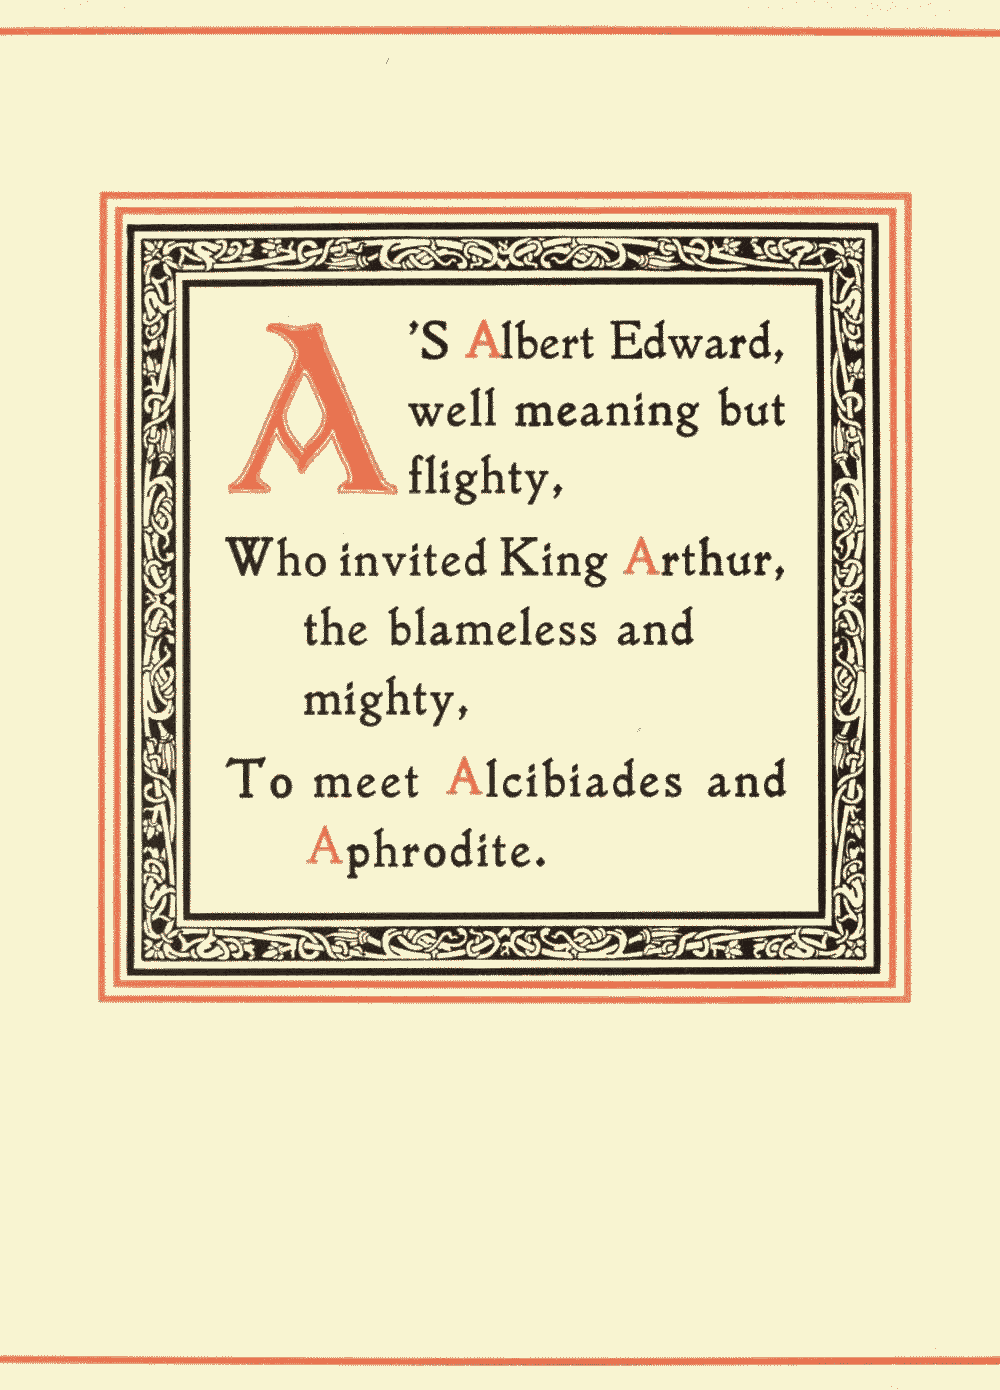 A'S Albert Edward,
well meaning but
flighty,
Who invited King Arthur,
the blameless and
mighty,
To meet Alcibiades and
Aphrodite.